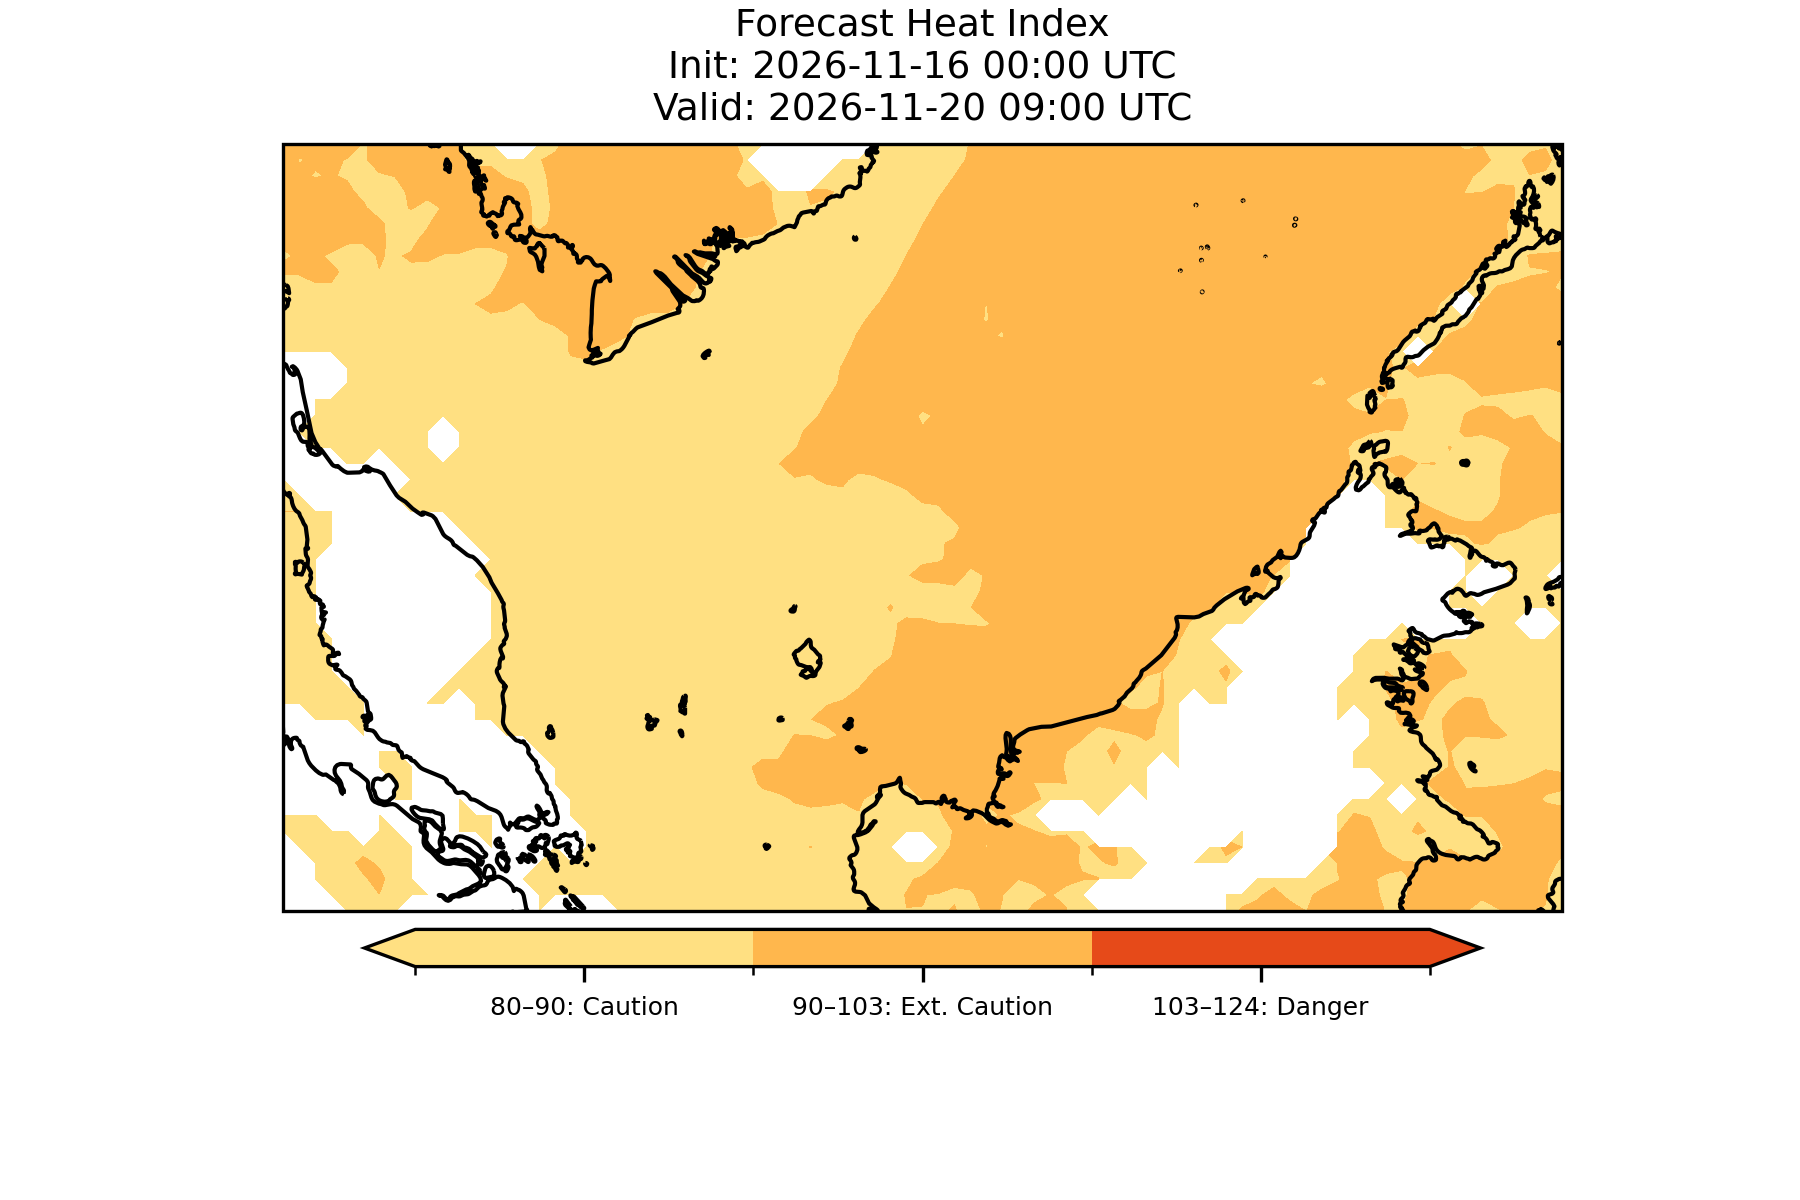 Forecast Heat Index
Init: 2026-11-16 00:00 UTC
Valid: 2026-11-20 09:00 UTC
80–90: Caution
90–103: Ext. Caution
103–124: Danger